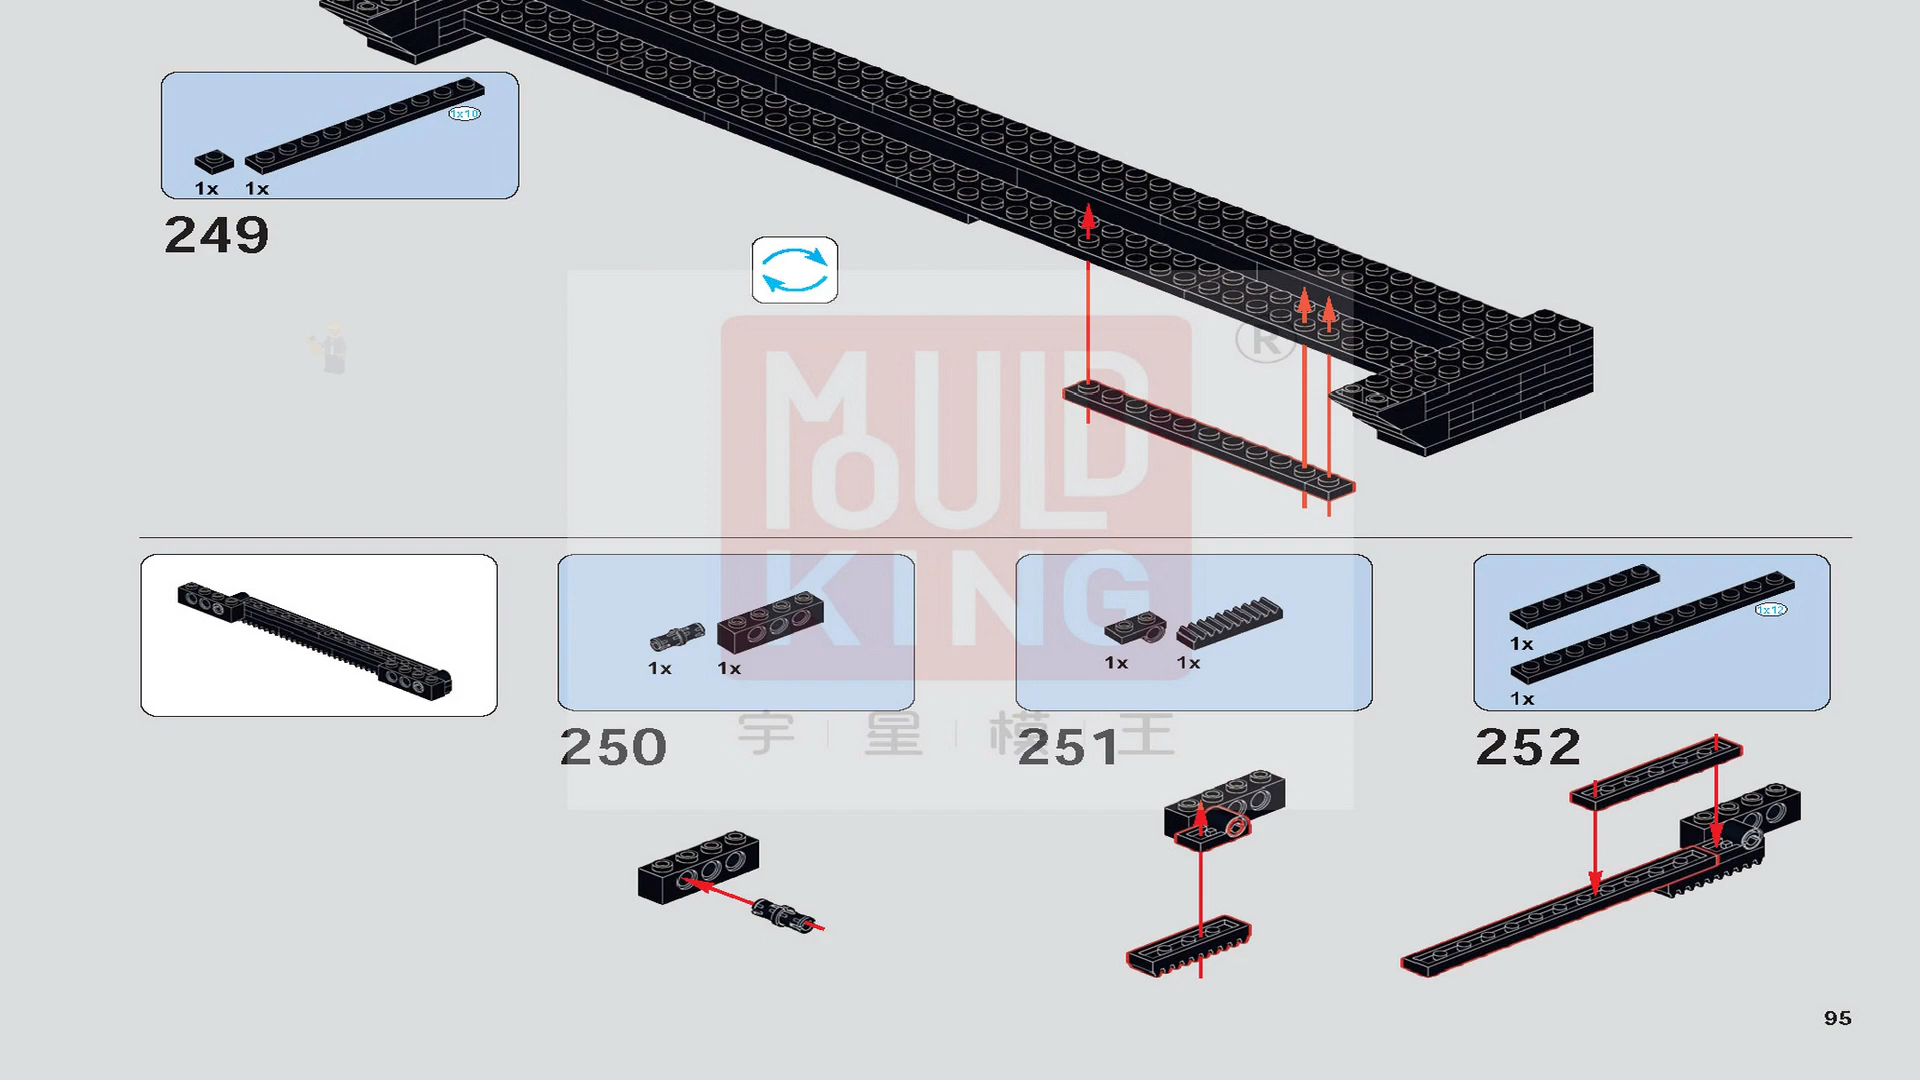 1x10
1x 1x
249
®
MOULD
KING
1x 1x
1x 1x
1x12
1x
1x
宇 | 星 | 模 | 王
250
251
252
95